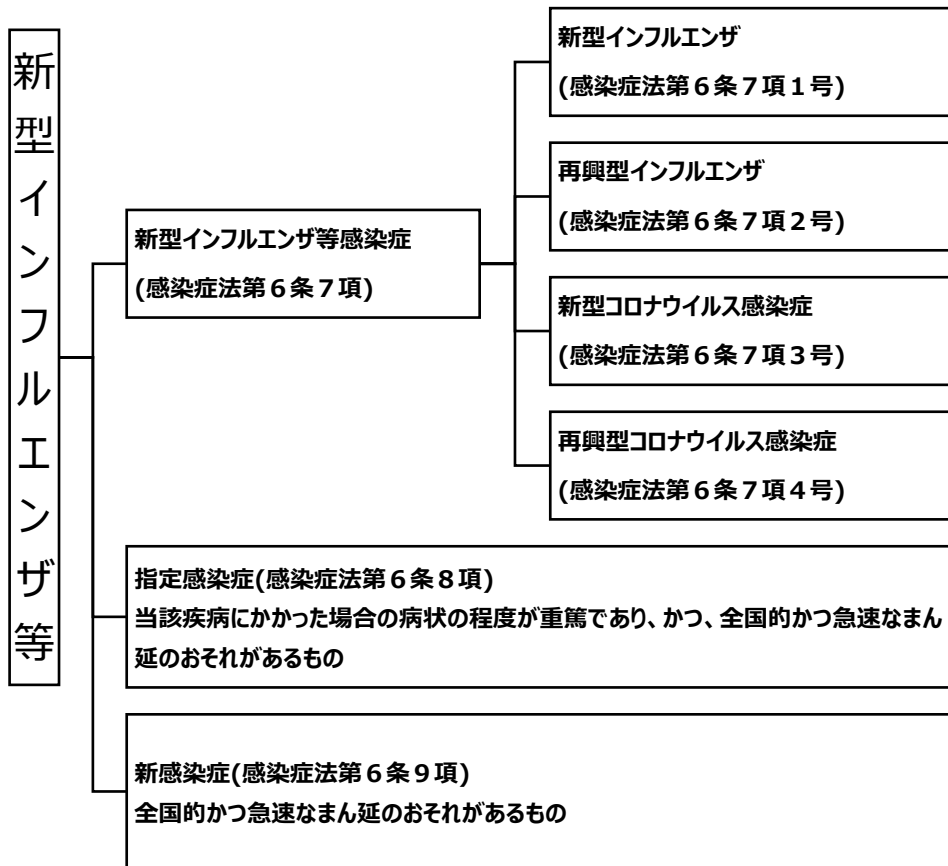 新型インフルエンザ等
新型インフルエンザ等感染症
(感染症法第６条７項)
新型インフルエンザ
(感染症法第６条７項１号)
再興型インフルエンザ
(感染症法第６条７項２号)
新型コロナウイルス感染症
(感染症法第６条７項３号)
再興型コロナウイルス感染症
(感染症法第６条７項４号)
指定感染症(感染症法第６条８項)
当該疾病にかかった場合の病状の程度が重篤であり、かつ、全国的かつ急速なまん
延のおそれがあるもの
新感染症(感染症法第６条９項)
全国的かつ急速なまん延のおそれがあるもの